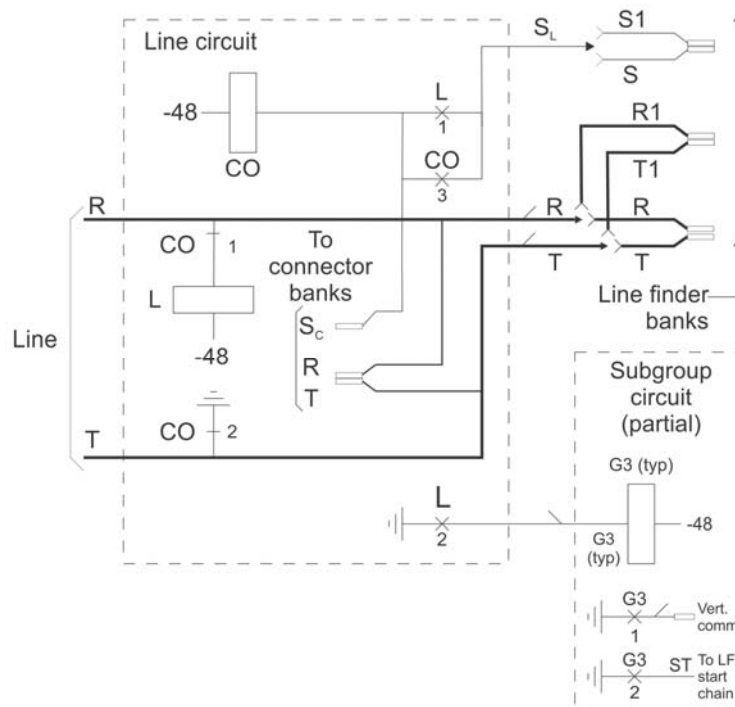 Line circuit
S_L
S1
S
-48
CO
L
1
CO
3
R1
T1
R
CO
1
To
connector
banks
R
R
T
T
L
-48
S_C
R
T
Line
Line finder
banks
CO
2
T
Subgroup
circuit
(partial)
G3 (typ)
L
2
-48
G3
(typ)
G3
1
Vert.
comm
G3
2
ST
To LF
start
chain